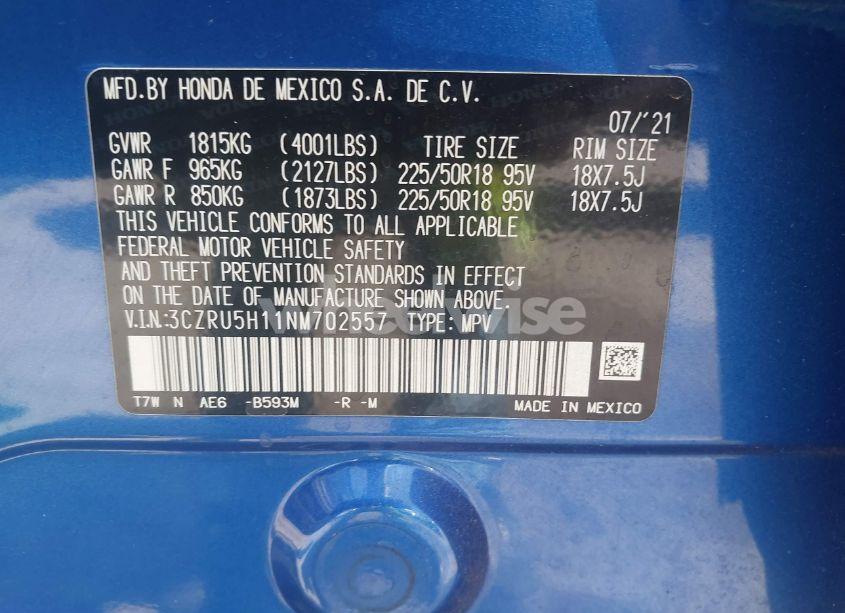 MFD.BY HONDA DE MEXICO S.A. DE C.V.
07/'21
GVWR 1815KG (4001LBS) TIRE SIZE RIM SIZE
GAWR F 965KG (2127LBS) 225/50R18 95V 18X7.5J
GAWR R 850KG (1873LBS) 225/50R18 95V 18X7.5J
THIS VEHICLE CONFORMS TO ALL APPLICABLE
FEDERAL MOTOR VEHICLE SAFETY
AND THEFT PREVENTION STANDARDS IN EFFECT
ON THE DATE OF MANUFACTURE SHOWN ABOVE.
V.I.N.:3CZRU5H11NM702557 TYPE: MPV
wheelwise
T7W N AE6 -B593M -R -M MADE IN MEXICO